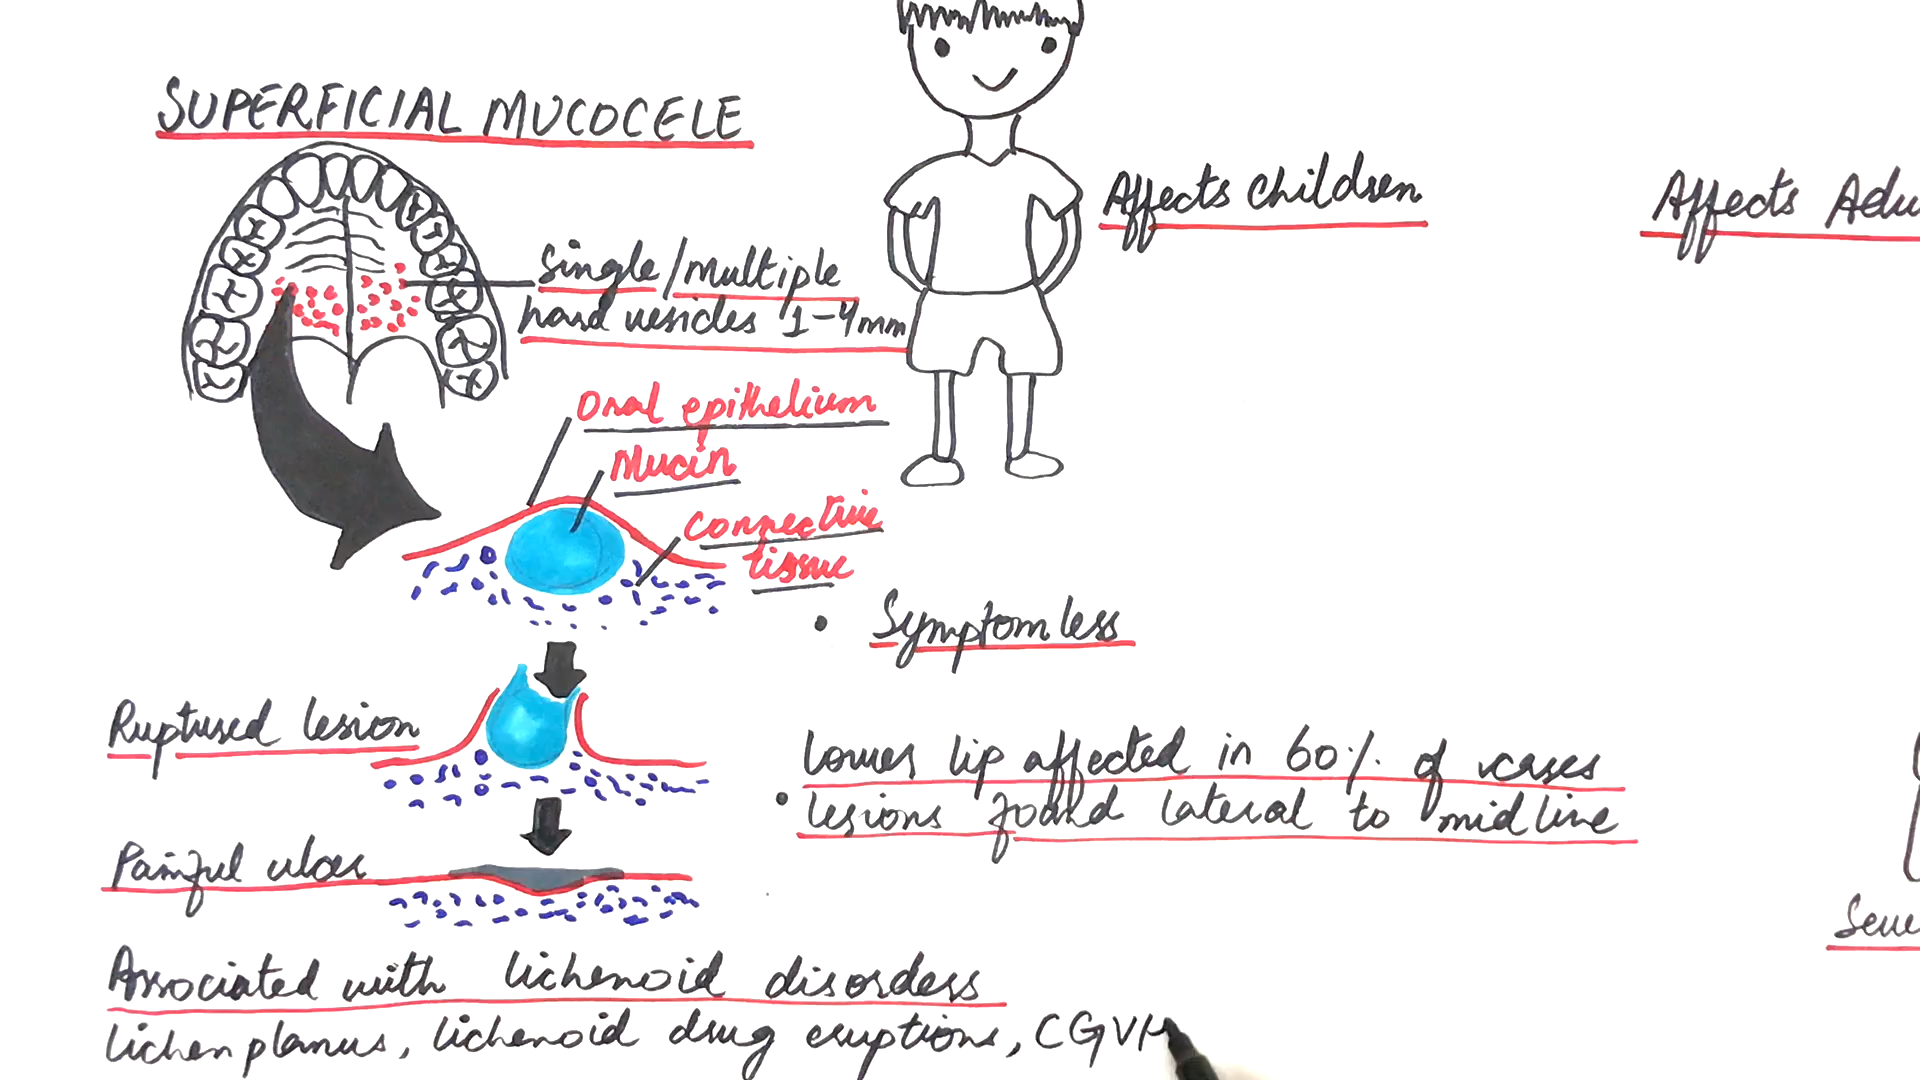 SUPERFICIAL MUCOCELE
Single/multiple
hard vesicles 1-4mm
Oral epithelium
Mucin
Connective
tissue
Ruptured lesion
Painful ulcer
Associated with lichenoid disorders
lichen planus, lichenoid drug eruptions, CGVH
Affects Children
• Symptomless
Lower lip affected in 60% of cases
• lesions found lateral to midline
Affects Adu
Seve